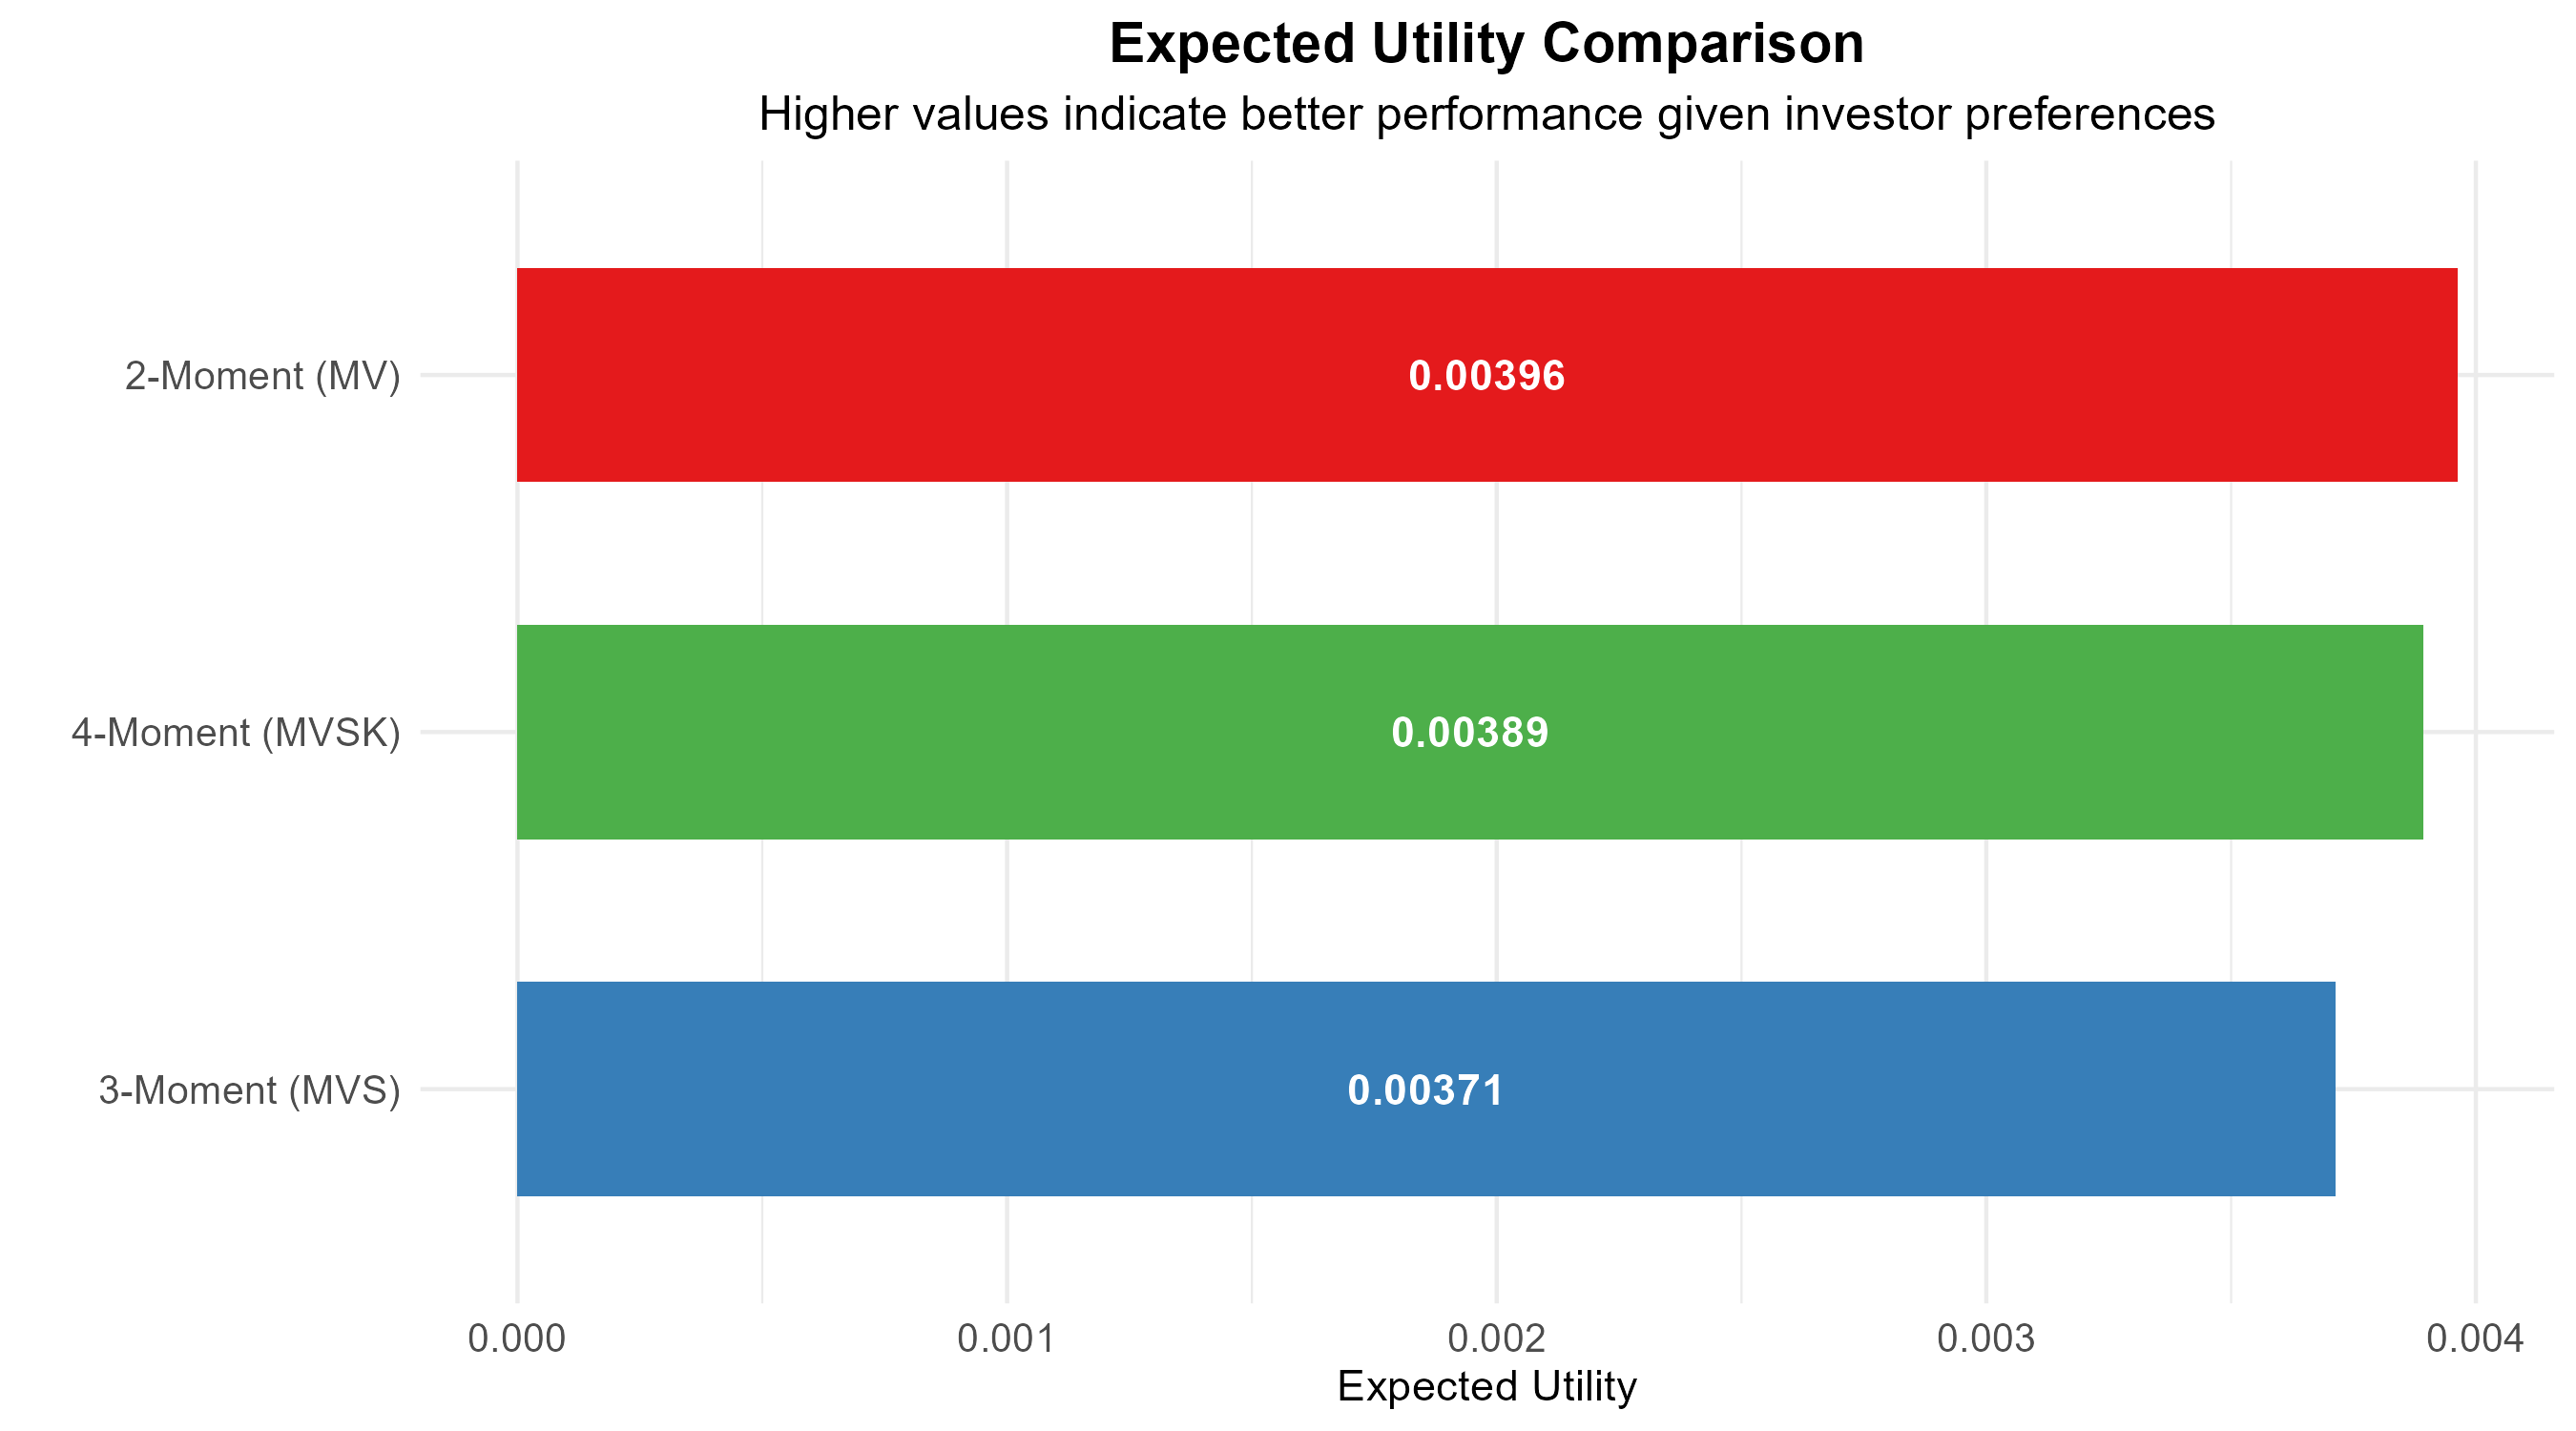 Expected Utility Comparison
Higher values indicate better performance given investor preferences
2-Moment (MV)
0.00396
4-Moment (MVSK)
0.00389
3-Moment (MVS)
0.00371
0.000 0.001 0.002 0.003 0.004
Expected Utility